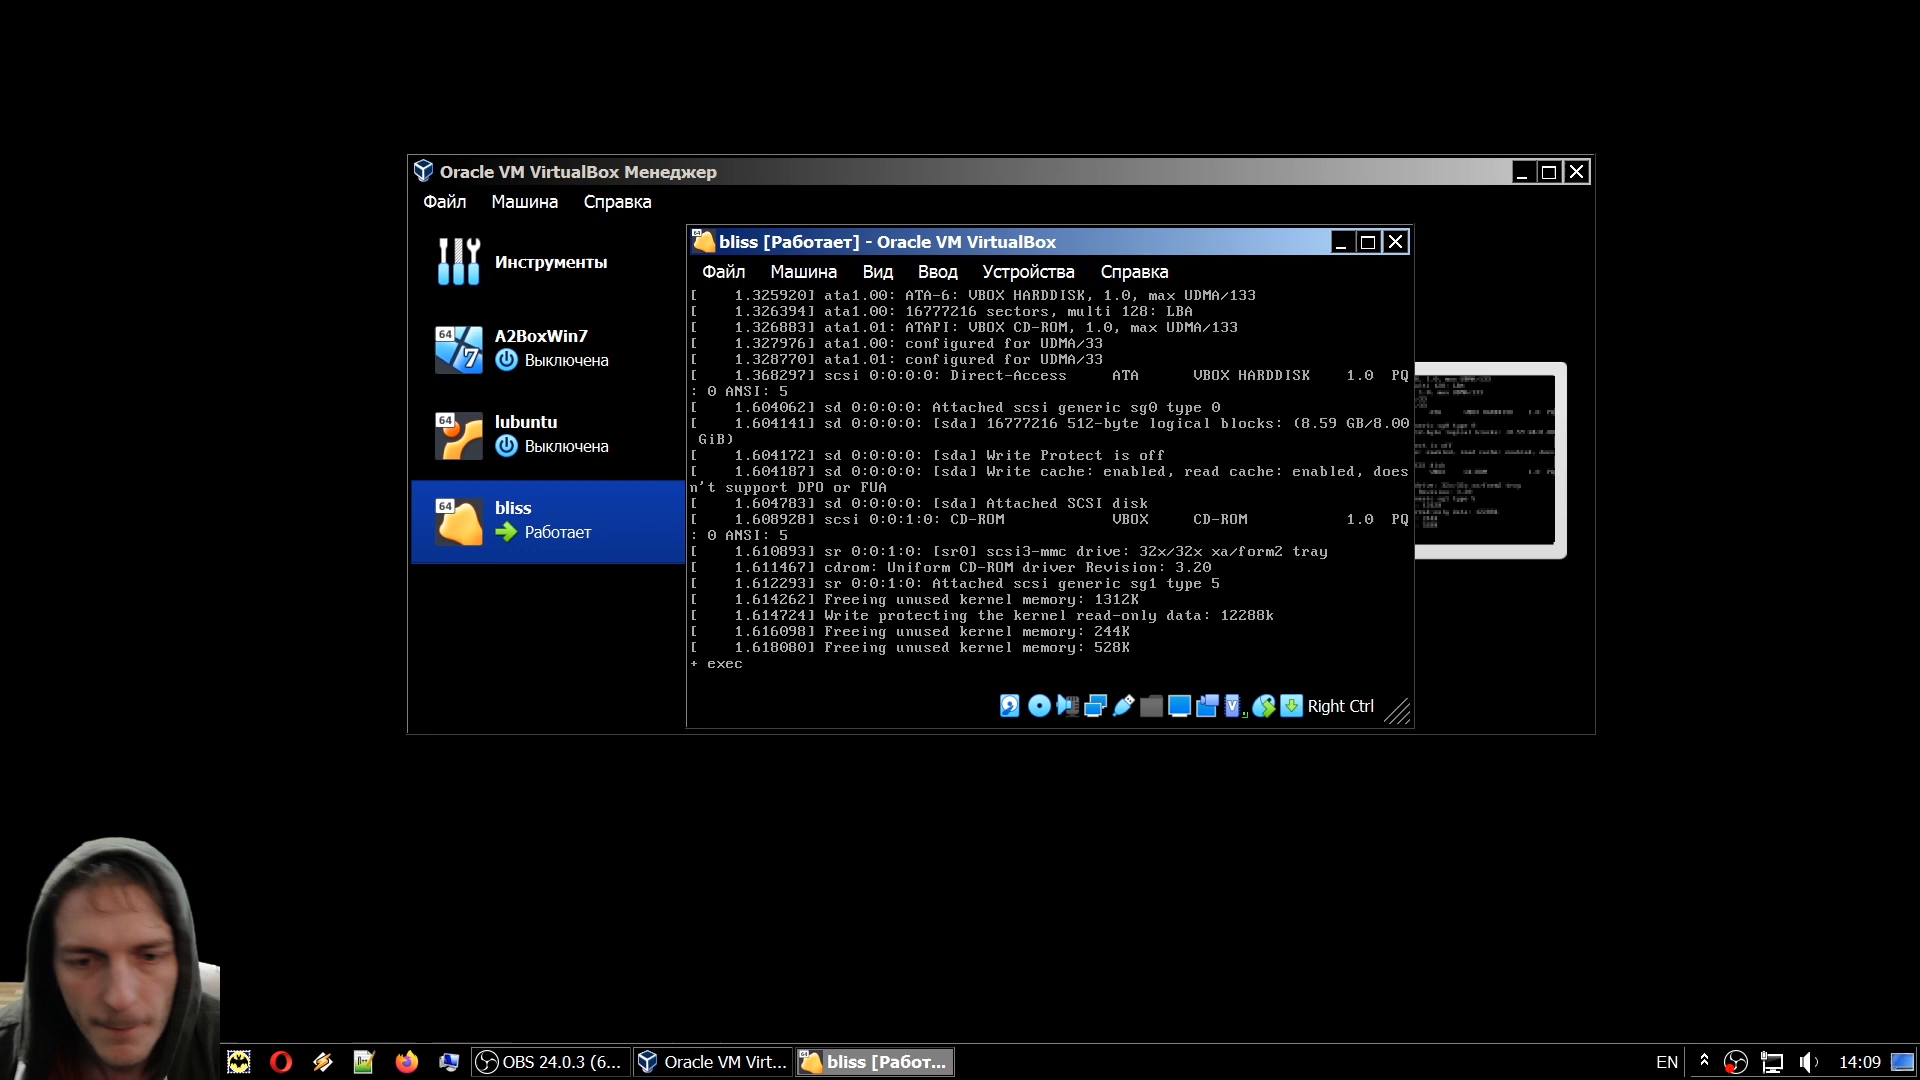 Oracle VM VirtualBox Менеджер
Файл Машина Справка
Инструменты
64
A2BoxWin7
Выключена
64
lubuntu
Выключена
64
bliss
Работает
64
bliss [Работает] - Oracle VM VirtualBox
Файл Машина Вид Ввод Устройства Справка
[ 1.325920] ata1.00: ATA-6: VBOX HARDDISK, 1.0, max UDMA/133
[ 1.326394] ata1.00: 16777216 sectors, multi 128: LBA
[ 1.326883] ata1.01: ATAPI: VBOX CD-ROM, 1.0, max UDMA/133
[ 1.327976] ata1.00: configured for UDMA/33
[ 1.328770] ata1.01: configured for UDMA/33
[ 1.368297] scsi 0:0:0:0: Direct-Access ATA VBOX HARDDISK 1.0 PQ
: 0 ANSI: 5
[ 1.604062] sd 0:0:0:0: Attached scsi generic sg0 type 0
[ 1.604141] sd 0:0:0:0: [sda] 16777216 512-byte logical blocks: (8.59 GB/8.00
GiB)
[ 1.604172] sd 0:0:0:0: [sda] Write Protect is off
[ 1.604187] sd 0:0:0:0: [sda] Write cache: enabled, read cache: enabled, does
n't support DPO or FUA
[ 1.604783] sd 0:0:0:0: [sda] Attached SCSI disk
[ 1.608928] scsi 0:0:1:0: CD-ROM VBOX CD-ROM 1.0 PQ
: 0 ANSI: 5
[ 1.610893] sr 0:0:1:0: [sr0] scsi3-mmc drive: 32x/32x xa/form2 tray
[ 1.611467] cdrom: Uniform CD-ROM driver Revision: 3.20
[ 1.612293] sr 0:0:1:0: Attached scsi generic sg1 type 5
[ 1.614262] Freeing unused kernel memory: 1312K
[ 1.614724] Write protecting the kernel read-only data: 12288k
[ 1.616098] Freeing unused kernel memory: 244K
[ 1.618080] Freeing unused kernel memory: 528K
+ exec
Right Ctrl
OBS 24.0.3 (6... Oracle VM Virt... bliss [Работ... EN 14:09